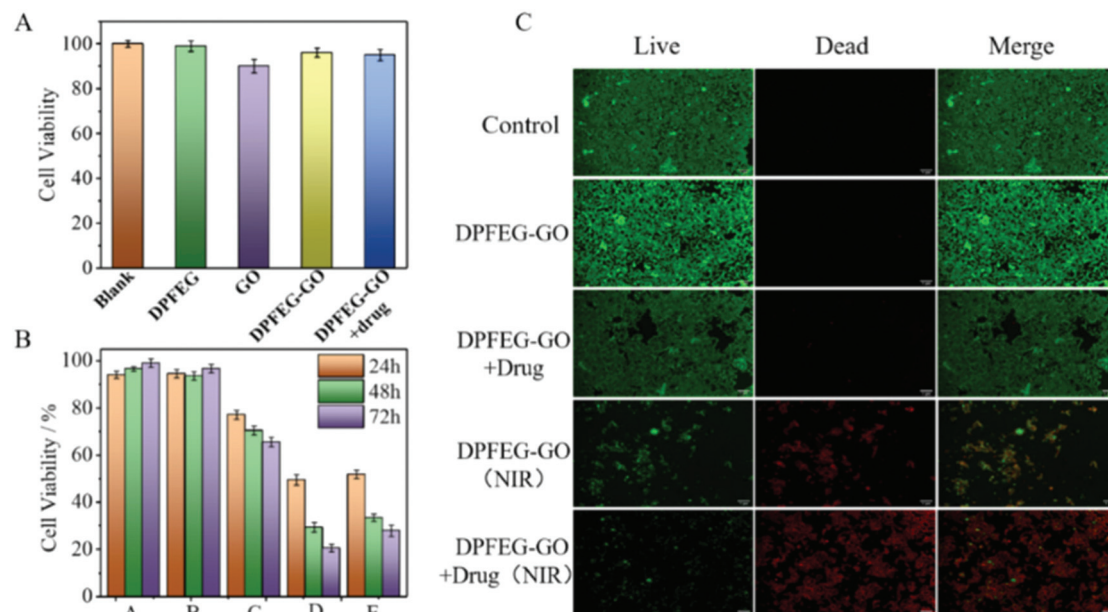 A
Cell Viability
100
80
60
40
20
0
Blank
DPFEG
GO
DPFEG-GO
DPFEG-GO
+drug
B
Cell Viability / %
100
80
60
40
20
0
24h
48h
72h
A B C D E
C
Live Dead Merge
Control
DPFEG-GO
DPFEG-GO
+Drug
DPFEG-GO
(NIR)
DPFEG-GO
+Drug (NIR)